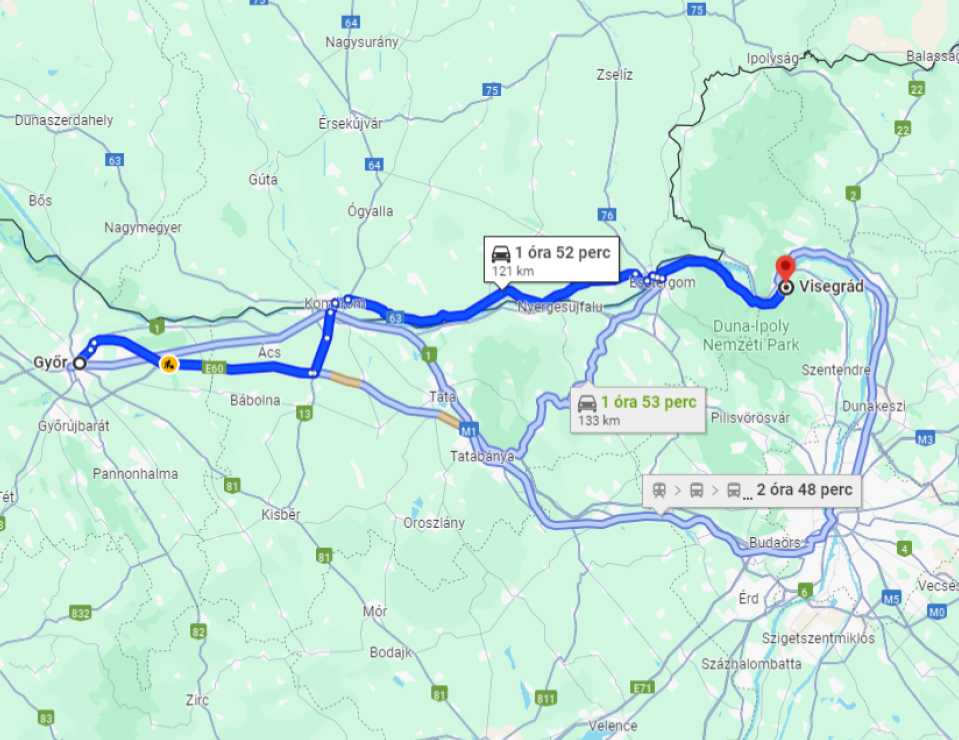 75
64
75
Nagysurány
Ipolyság
Balassag
Zselíz
75
22
Dunaszerdahely
Érsekújvár
22
63
64
Gúta
Bős
2
Ógyalla
76
Nagymegyer
1 óra 52 perc
121 km
Esztergom
Visegrád
Komárom
Nyergesújfalu
63
1
Duna-Ipoly
Nemzeti Park
Ács
1
Győr
E60
Szentendre
Bábolna
Tata
1 óra 53 perc
133 km
Dunakeszi
13
Pilisvörösvár
Győrújbarát
M1
M3
Tatabánya
Pannonhalma
81
2 óra 48 perc
Tét
Kisbér
Oroszlány
Budaörs
4
81
Vecsés
6
Érd
M5
M0
832
Mór
82
Szigetszentmiklós
Bodajk
Százhalombatta
E71
81
811
Zirc
83
Velence